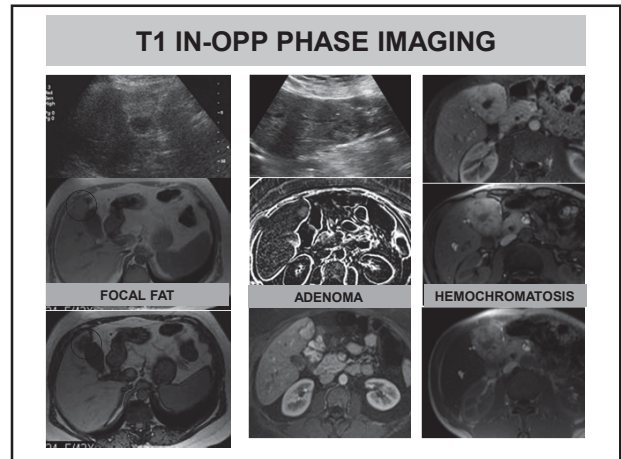 T1 IN-OPP PHASE IMAGING
FOCAL FAT
ADENOMA
HEMOCHROMATOSIS